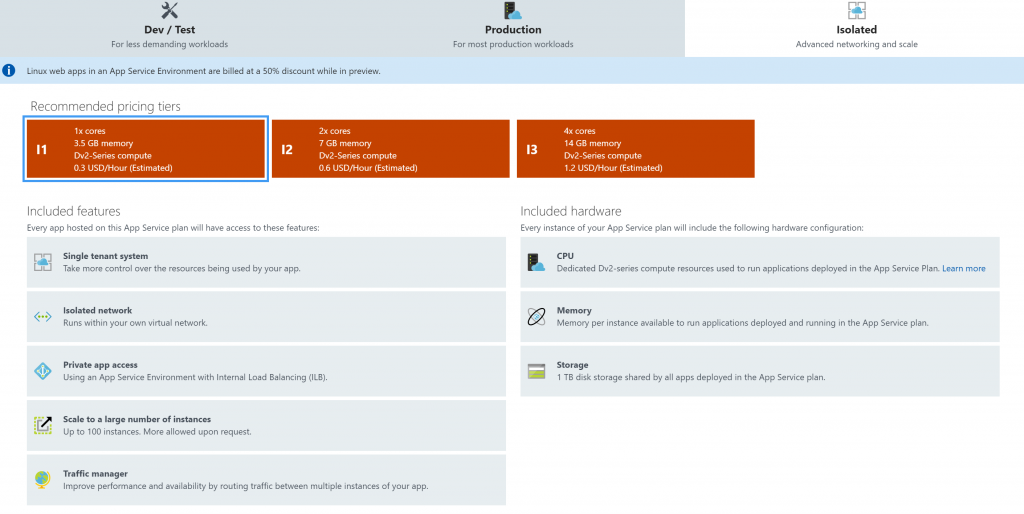 Dev / Test
For less demanding workloads
Production
For most production workloads
Isolated
Advanced networking and scale
Linux web apps in an App Service Environment are billed at a 50% discount while in preview.
Recommended pricing tiers
I1
1x cores
3.5 GB memory
Dv2-Series compute
0.3 USD/Hour (Estimated)
I2
2x cores
7 GB memory
Dv2-Series compute
0.6 USD/Hour (Estimated)
I3
4x cores
14 GB memory
Dv2-Series compute
1.2 USD/Hour (Estimated)
Included features
Every app hosted on this App Service plan will have access to these features:
Single tenant system
Take more control over the resources being used by your app.
Isolated network
Runs within your own virtual network.
Private app access
Using an App Service Environment with Internal Load Balancing (ILB).
Scale to a large number of instances
Up to 100 instances. More allowed upon request.
Traffic manager
Improve performance and availability by routing traffic between multiple instances of your app.
Included hardware
Every instance of your App Service plan will include the following hardware configuration:
CPU
Dedicated Dv2-series compute resources used to run applications deployed in the App Service Plan. Learn more
Memory
Memory per instance available to run applications deployed and running in the App Service plan.
Storage
1 TB disk storage shared by all apps deployed in the App Service plan.